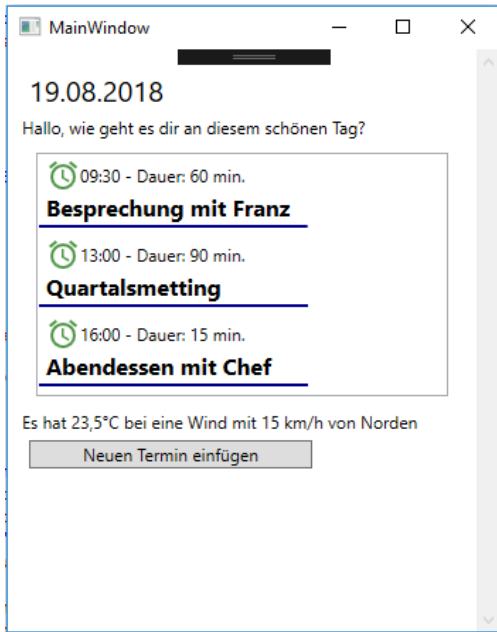 MainWindow
19.08.2018
Hallo, wie geht es dir an diesem schönen Tag?
09:30 - Dauer: 60 min.
Besprechung mit Franz
13:00 - Dauer: 90 min.
Quartalsmetting
16:00 - Dauer: 15 min.
Abendessen mit Chef
Es hat 23,5°C bei eine Wind mit 15 km/h von Norden
Neuen Termin einfügen